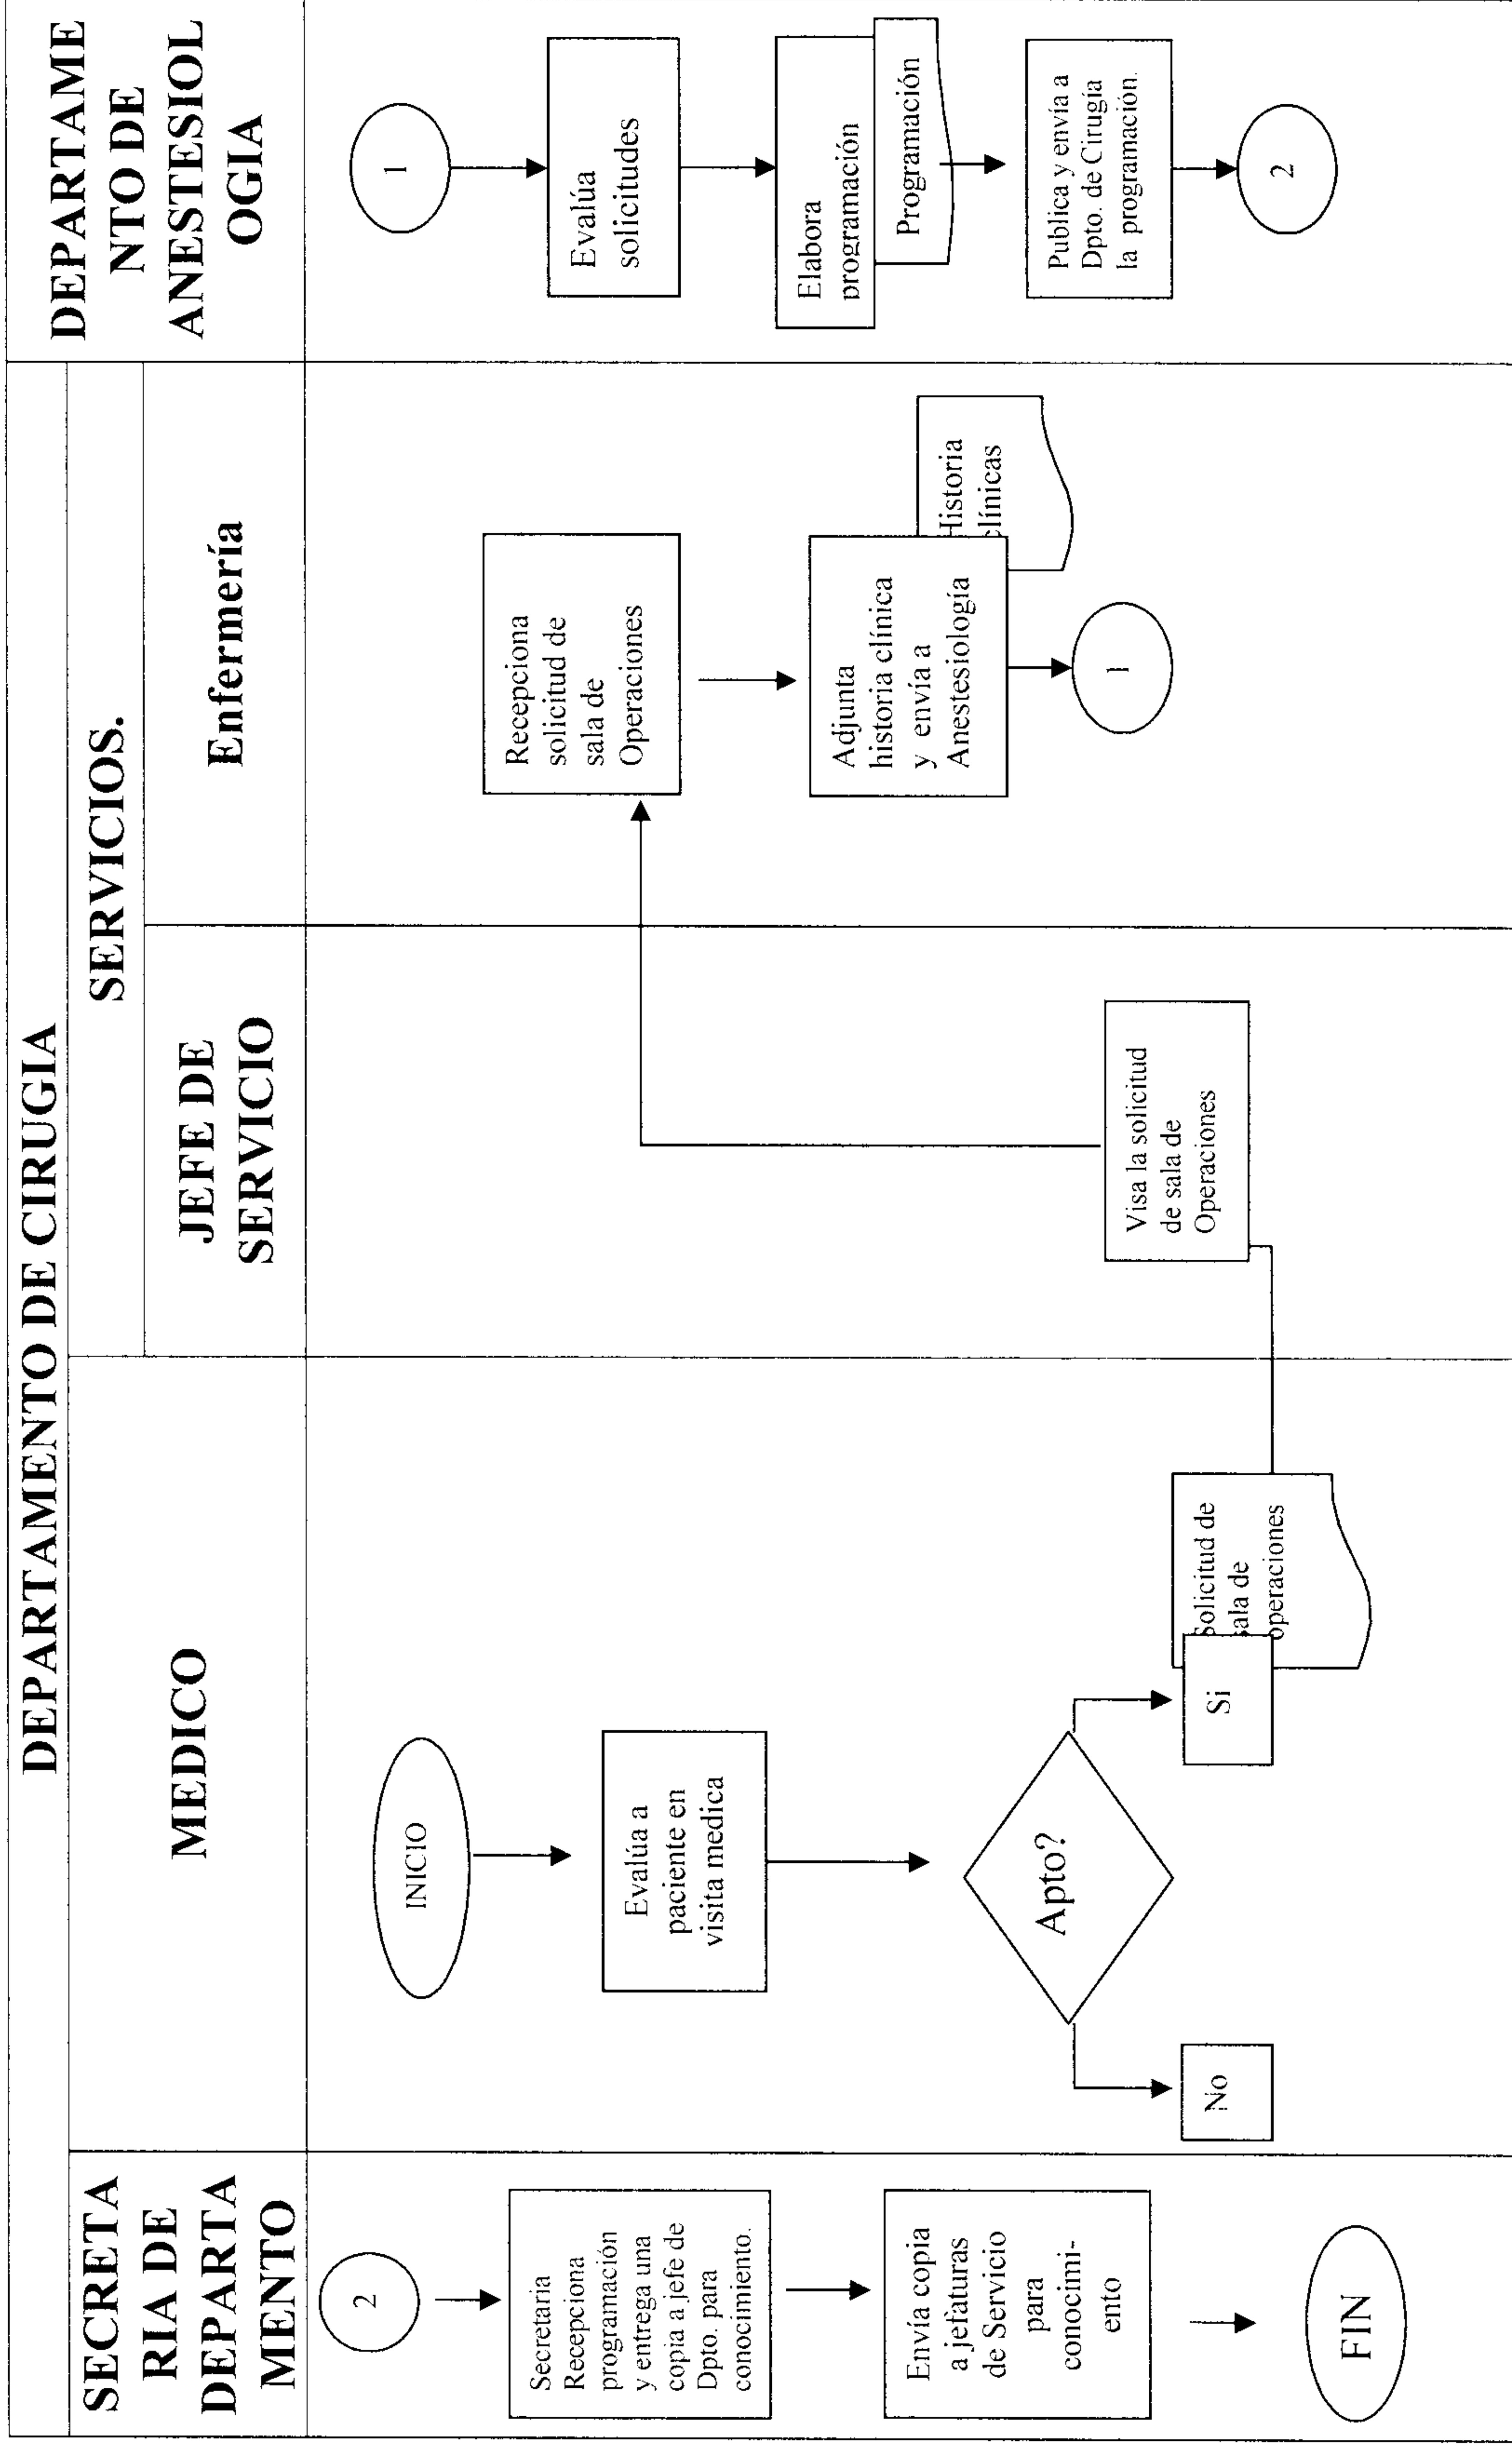 DEPARTAMENTO DE CIRUGIA
DEPARTAME
NTO DE
ANESTESIOL
OGIA
SECRETA
RIA DE
DEPARTA
MENTO
MEDICO
SERVICIOS.
JEFE DE
SERVICIO
Enfermería
2
Secretaria
Recepciona
programación
y entrega una
copia a jefe de
Dpto. para
conocimiento.
Envía copia
a jefaturas
de Servicio
para
conocimi-
ento
FIN
INICIO
Evalúa a
paciente en
visita medica
Apto?
No
Si
Solicitud de
sala de
operaciones
Visa la solicitud
de sala de
Operaciones
Recepciona
solicitud de
sala de
Operaciones
Adjunta
historia clínica
y envía a
Anestesiología
Historia
clínicas
1
1
Evalúa
solicitudes
Elabora
programación
Programación
Publica y envía a
Dpto. de Cirugía
la programación.
2